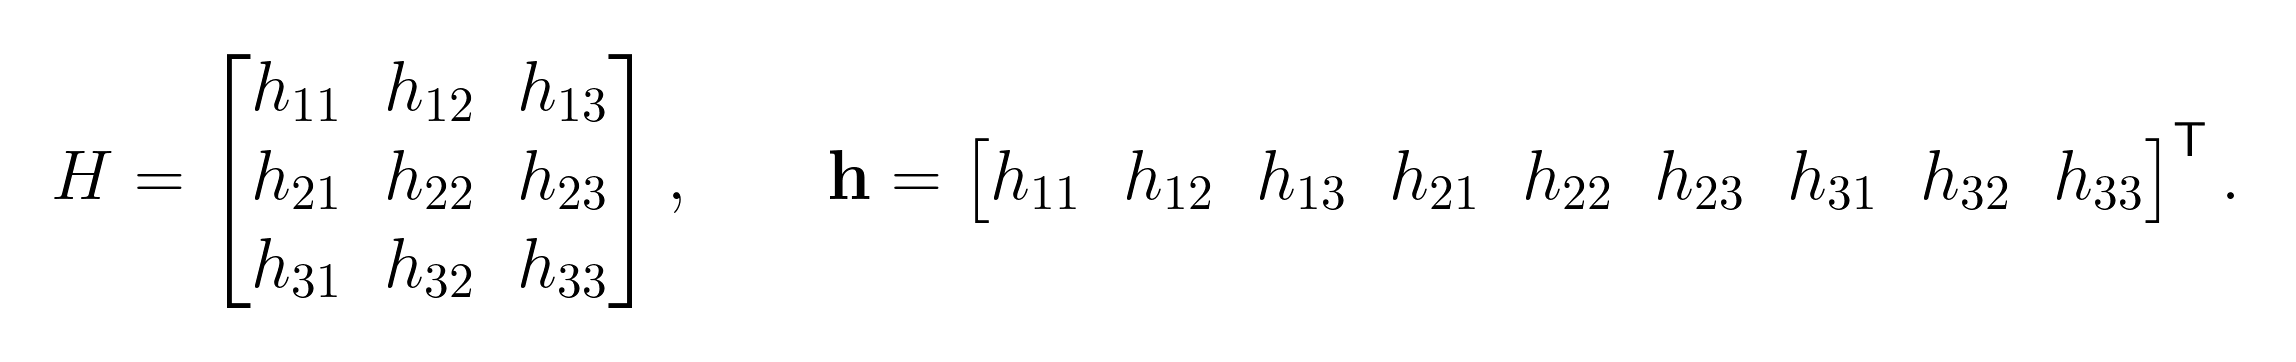 H = \begin{bmatrix} h_{11} & h_{12} & h_{13} \\ h_{21} & h_{22} & h_{23} \\ h_{31} & h_{32} & h_{33} \end{bmatrix}, \qquad \mathbf{h} = \begin{bmatrix} h_{11} & h_{12} & h_{13} & h_{21} & h_{22} & h_{23} & h_{31} & h_{32} & h_{33} \end{bmatrix}^{\mathsf{T}}.